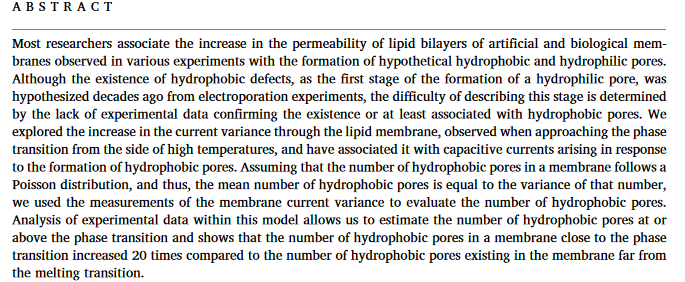 A B S T R A C T
Most researchers associate the increase in the permeability of lipid bilayers of artificial and biological mem-
branes observed in various experiments with the formation of hypothetical hydrophobic and hydrophilic pores.
Although the existence of hydrophobic defects, as the first stage of the formation of a hydrophilic pore, was
hypothesized decades ago from electroporation experiments, the difficulty of describing this stage is determined
by the lack of experimental data confirming the existence or at least associated with hydrophobic pores. We
explored the increase in the current variance through the lipid membrane, observed when approaching the phase
transition from the side of high temperatures, and have associated it with capacitive currents arising in response
to the formation of hydrophobic pores. Assuming that the number of hydrophobic pores in a membrane follows a
Poisson distribution, and thus, the mean number of hydrophobic pores is equal to the variance of that number,
we used the measurements of the membrane current variance to evaluate the number of hydrophobic pores.
Analysis of experimental data within this model allows us to estimate the number of hydrophobic pores at or
above the phase transition and shows that the number of hydrophobic pores in a membrane close to the phase
transition increased 20 times compared to the number of hydrophobic pores existing in the membrane far from
the melting transition.